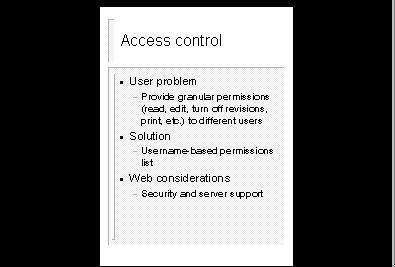 Access control
• User problem
– Provide granular permissions
(read, edit, turn off revisions,
print, etc.) to different users
• Solution
– Username-based permissions
list
• Web considerations
– Security and server support